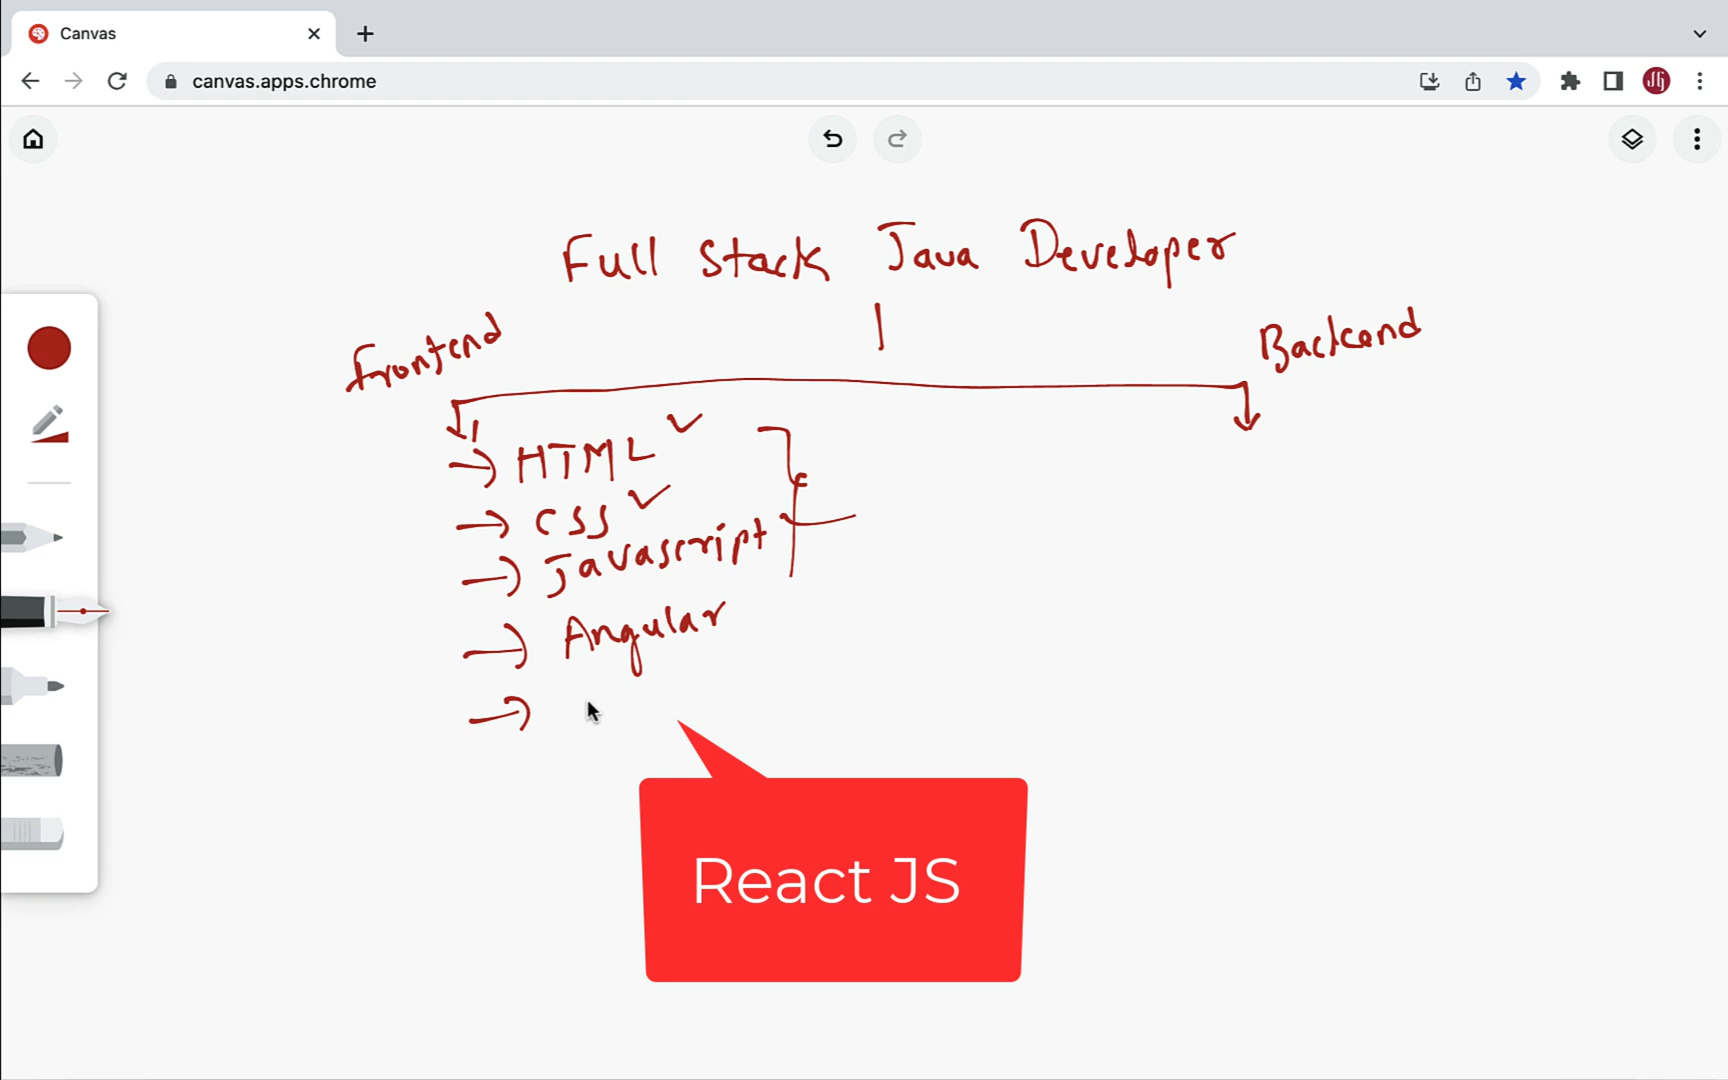 Canvas
canvas.apps.chrome
Full Stack Java Developer
Frontend
Backend
HTML
CSS
Javascript
Angular
React JS